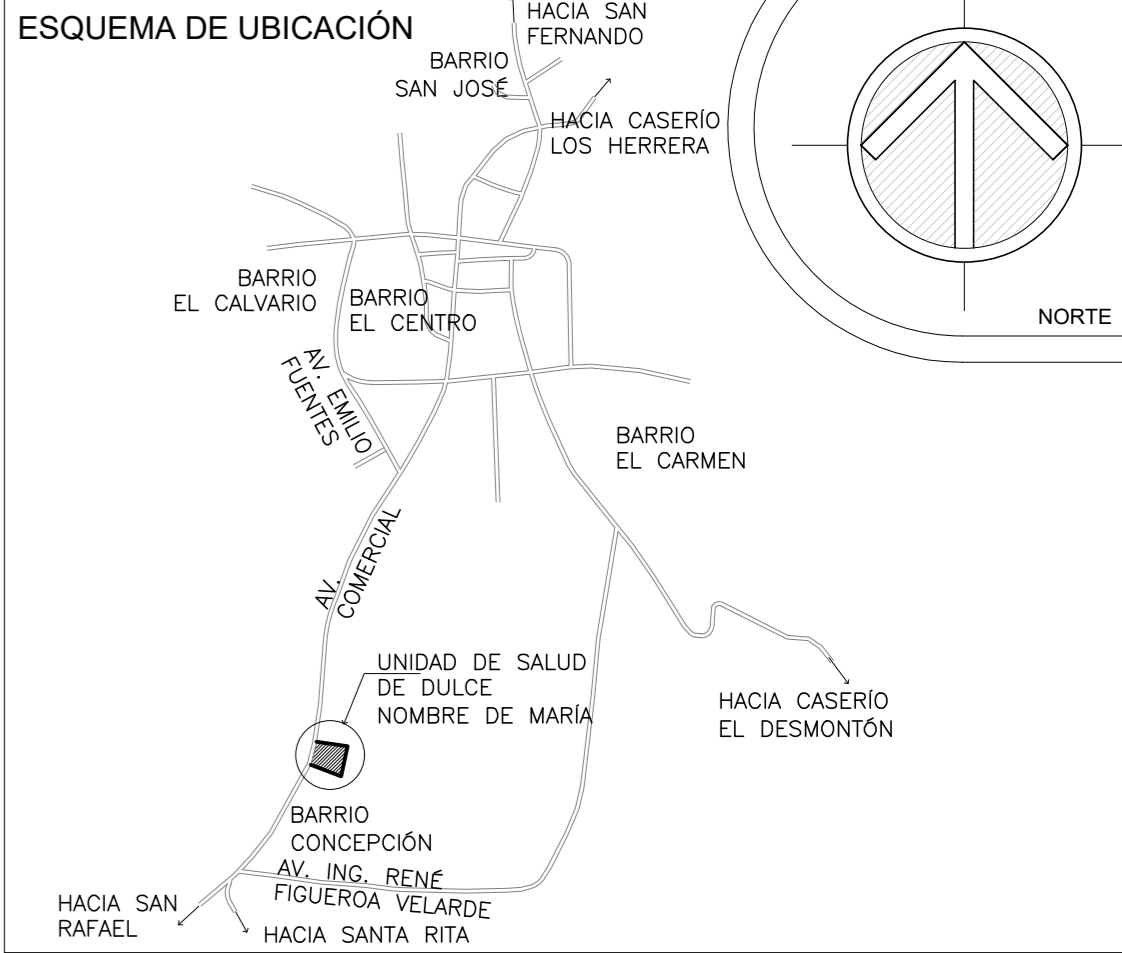 ESQUEMA DE UBICACIÓN
HACIA SAN
FERNANDO
BARRIO
SAN JOSÉ
HACIA CASERÍO
LOS HERRERA
NORTE
BARRIO
EL CALVARIO
BARRIO
EL CENTRO
AV. EMILIO
FUENTES
BARRIO
EL CARMEN
AV.
COMERCIAL
UNIDAD DE SALUD
DE DULCE
NOMBRE DE MARÍA
HACIA CASERÍO
EL DESMONTÓN
BARRIO
CONCEPCIÓN
AV. ING. RENÉ
FIGUEROA VELARDE
HACIA SAN
RAFAEL
HACIA SANTA RITA